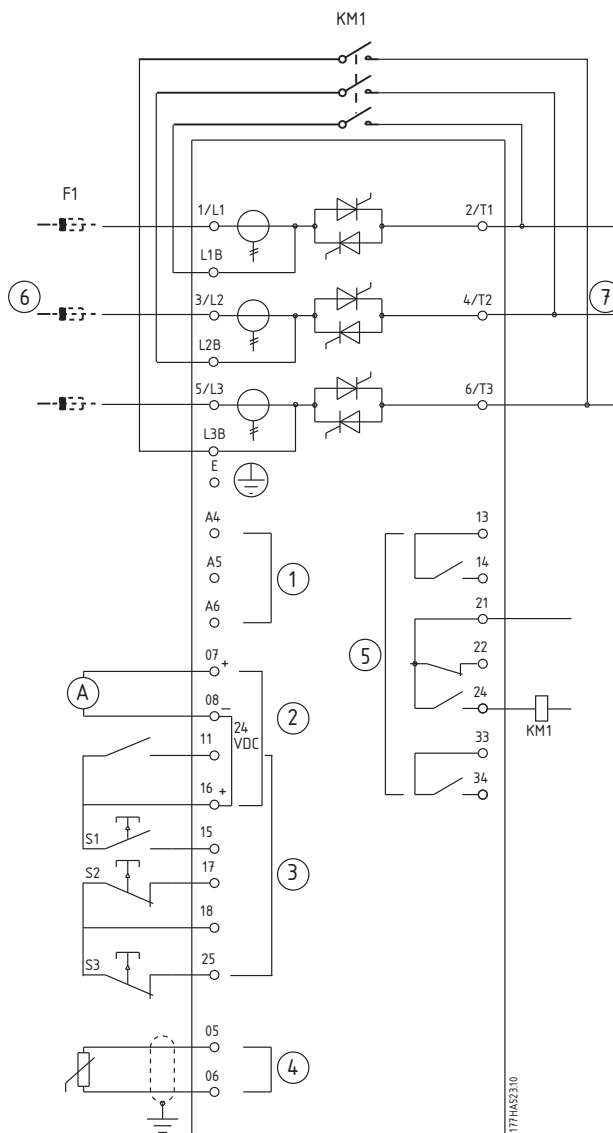 KM1
F1
1/L1
2/T1
L1B
6
3/L2
4/T2
7
L2B
5/L3
6/T3
L3B
E
A4
13
A5
1
14
A6
21
07 +
5
22
A
08 –
2
24
24
VDC
KM1
11
33
16 +
34
S1
15
S2
17
3
18
S3
25
05
4
06
177HA523.10